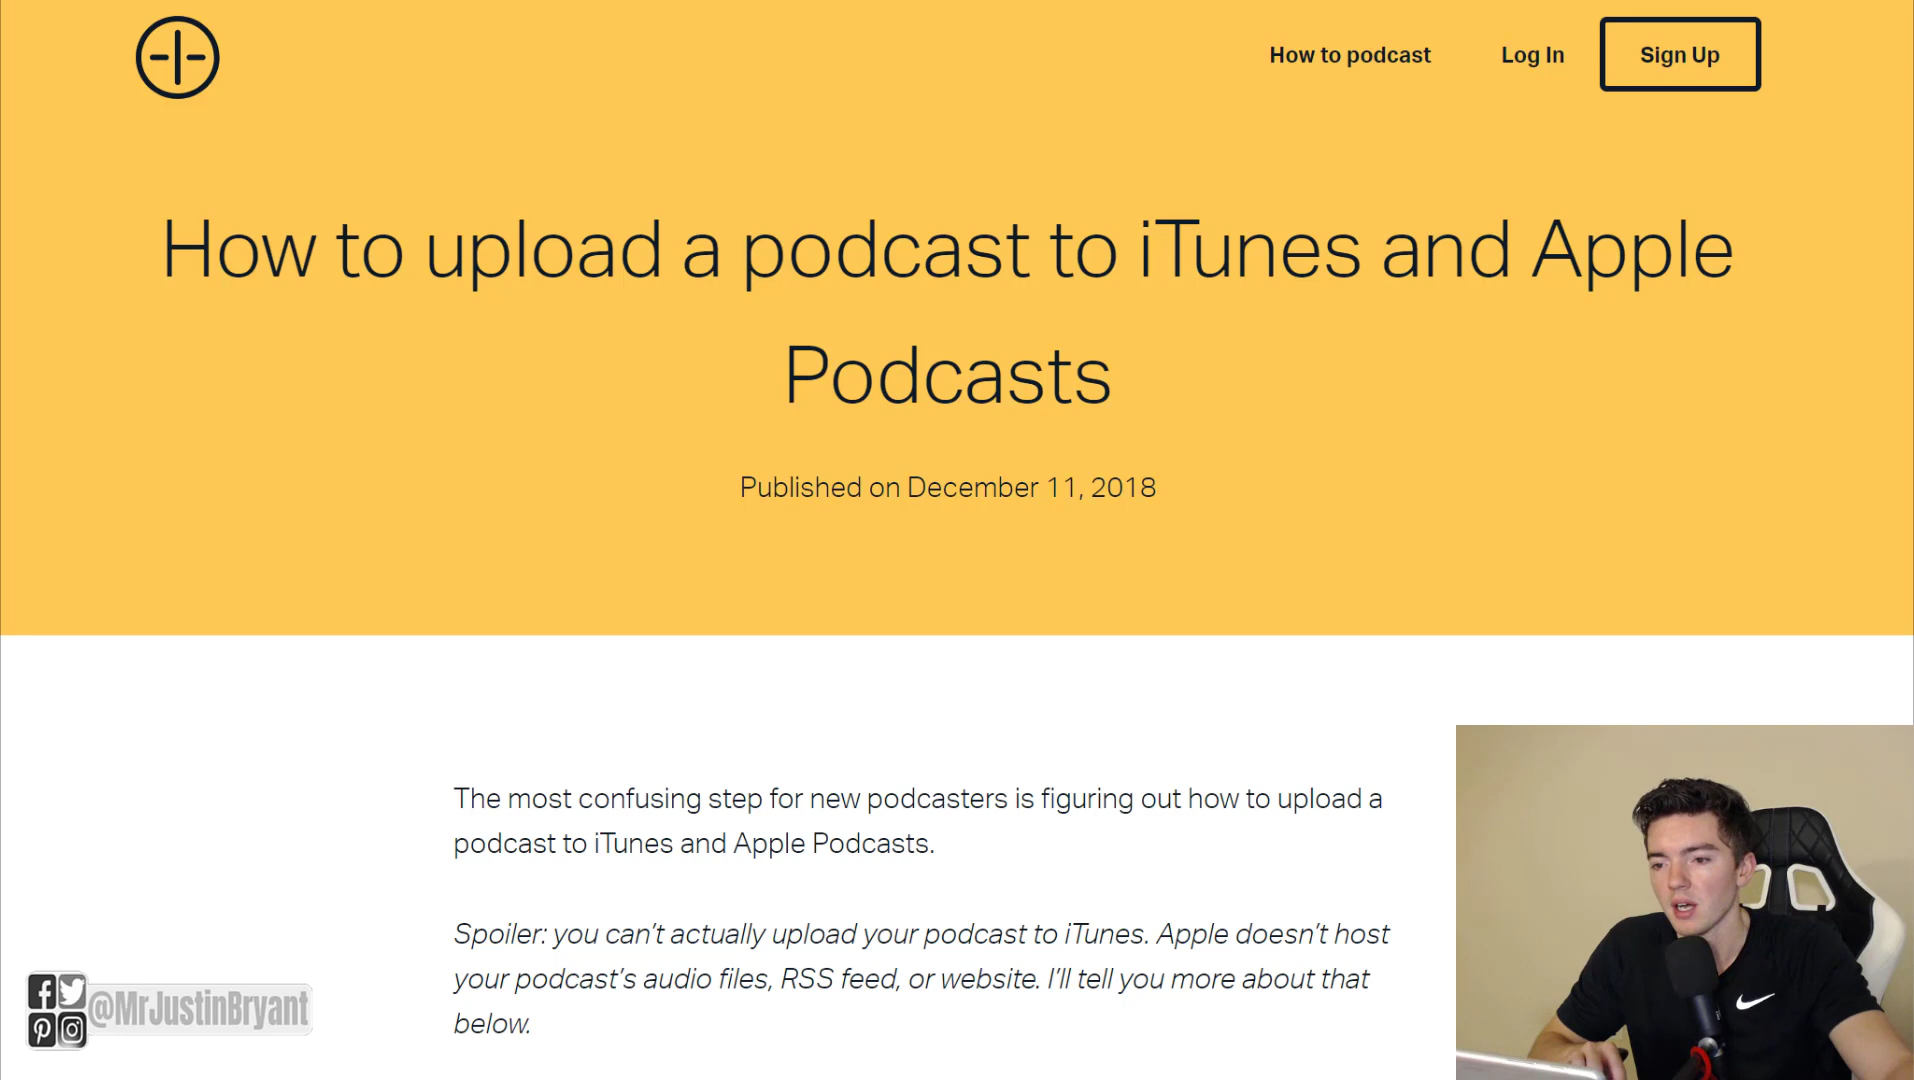 How to podcast
Log In
Sign Up
How to upload a podcast to iTunes and Apple
Podcasts
Published on December 11, 2018
The most confusing step for new podcasters is figuring out how to upload a
podcast to iTunes and Apple Podcasts.
Spoiler: you can't actually upload your podcast to iTunes. Apple doesn't host
your podcast's audio files, RSS feed, or website. I'll tell you more about that
below.
@MrJustinBryant